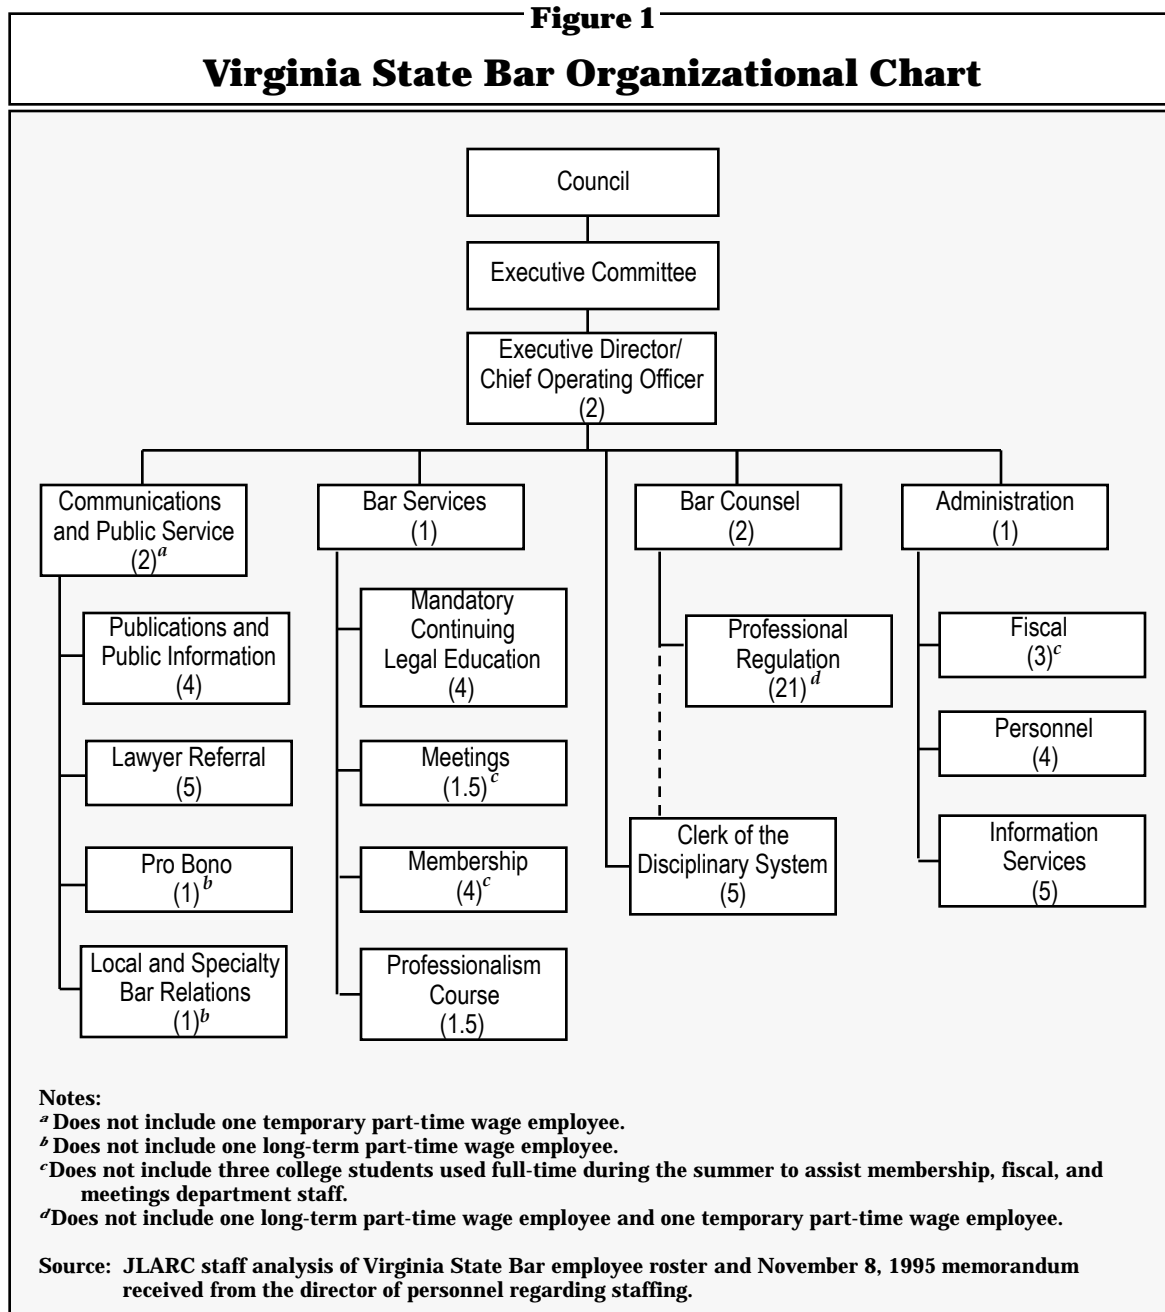 Figure 1
Virginia State Bar Organizational Chart
Council
Executive Committee
Executive Director/
Chief Operating Officer
(2)
Communications
and Public Service
(2)a
Publications and
Public Information
(4)
Lawyer Referral
(5)
Pro Bono
(1)b
Local and Specialty
Bar Relations
(1)b
Bar Services
(1)
Mandatory
Continuing
Legal Education
(4)
Meetings
(1.5)c
Membership
(4)c
Professionalism
Course
(1.5)
Bar Counsel
(2)
Professional
Regulation
(21)d
Clerk of the
Disciplinary System
(5)
Administration
(1)
Fiscal
(3)c
Personnel
(4)
Information
Services
(5)
Notes:
a Does not include one temporary part-time wage employee.
b Does not include one long-term part-time wage employee.
c Does not include three college students used full-time during the summer to assist membership, fiscal, and
meetings department staff.
d Does not include one long-term part-time wage employee and one temporary part-time wage employee.
Source: JLARC staff analysis of Virginia State Bar employee roster and November 8, 1995 memorandum
received from the director of personnel regarding staffing.